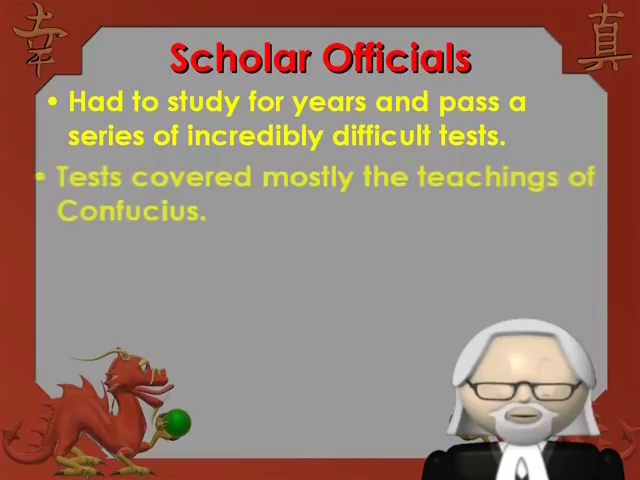 幸
真
Scholar Officials
• Had to study for years and pass a
series of incredibly difficult tests.
• Tests covered mostly the teachings of
Confucius.